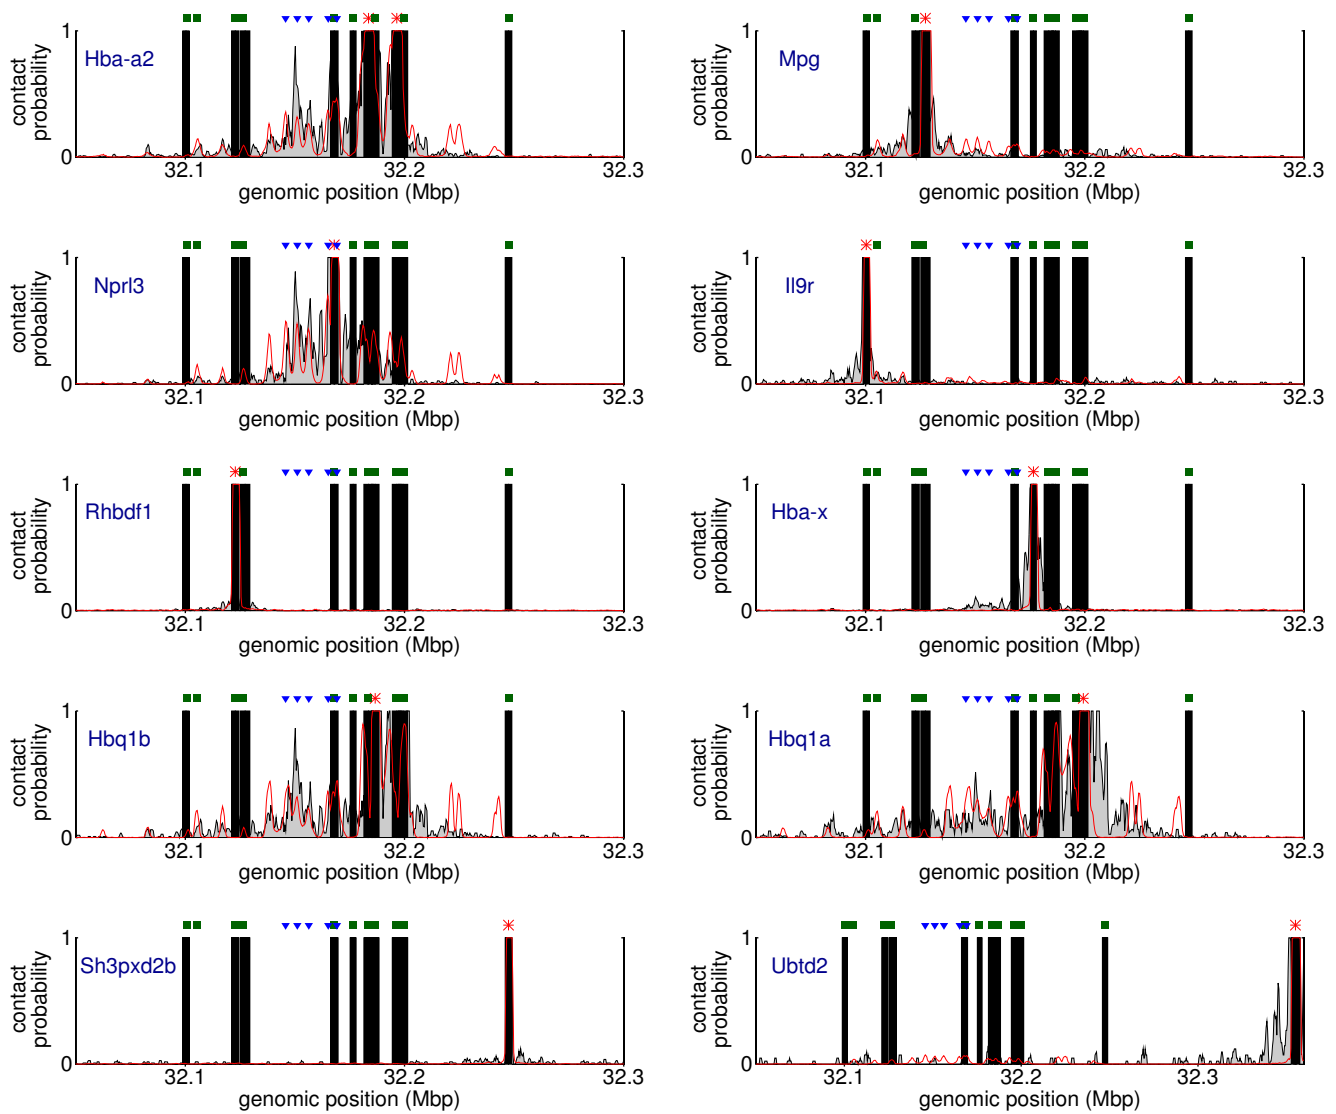 Hba-a2
contact
probability
1
0
32.1 32.2 32.3
genomic position (Mbp)
Mpg
contact
probability
1
0
32.1 32.2 32.3
genomic position (Mbp)
Nprl3
contact
probability
1
0
32.1 32.2 32.3
genomic position (Mbp)
Il9r
contact
probability
1
0
32.1 32.2 32.3
genomic position (Mbp)
Rhbdf1
contact
probability
1
0
32.1 32.2 32.3
genomic position (Mbp)
Hba-x
contact
probability
1
0
32.1 32.2 32.3
genomic position (Mbp)
Hbq1b
contact
probability
1
0
32.1 32.2 32.3
genomic position (Mbp)
Hbq1a
contact
probability
1
0
32.1 32.2 32.3
genomic position (Mbp)
Sh3pxd2b
contact
probability
1
0
32.1 32.2 32.3
genomic position (Mbp)
Ubtd2
contact
probability
1
0
32.1 32.2 32.3
genomic position (Mbp)